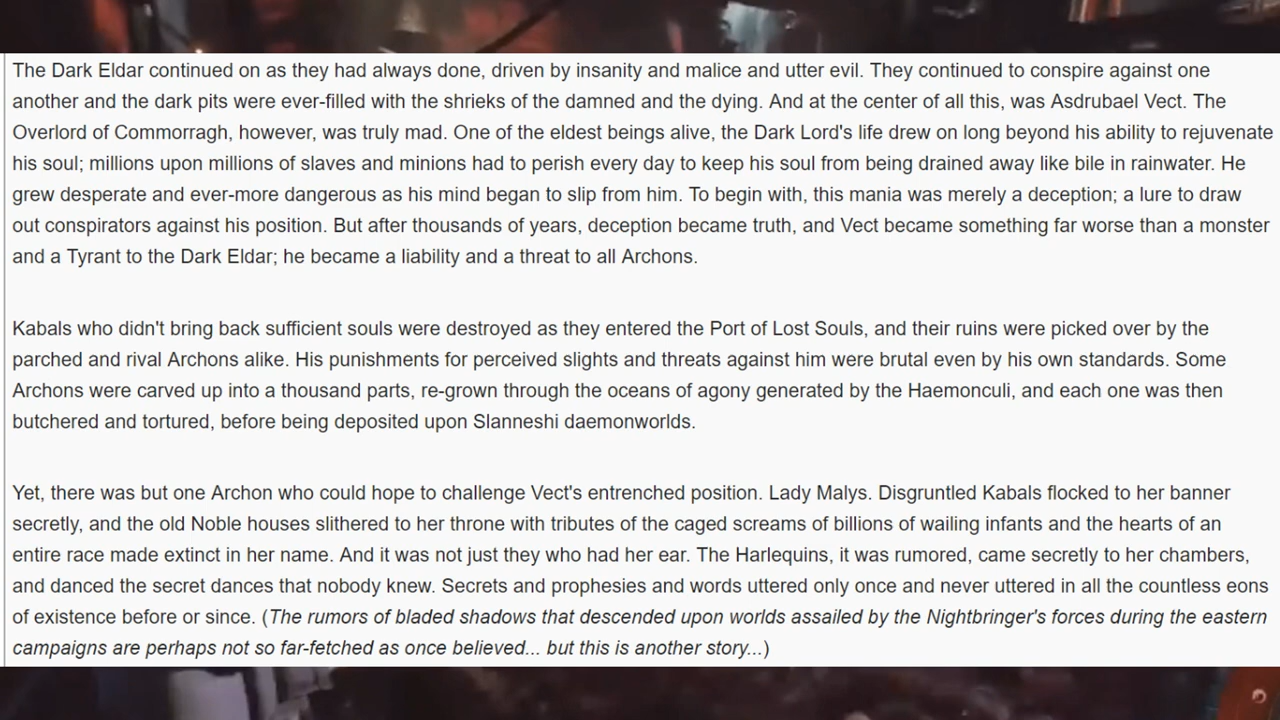 The Dark Eldar continued on as they had always done, driven by insanity and malice and utter evil. They continued to conspire against one
another and the dark pits were ever-filled with the shrieks of the damned and the dying. And at the center of all this, was Asdrubael Vect. The
Overlord of Commorragh, however, was truly mad. One of the eldest beings alive, the Dark Lord's life drew on long beyond his ability to rejuvenate
his soul; millions upon millions of slaves and minions had to perish every day to keep his soul from being drained away like bile in rainwater. He
grew desperate and ever-more dangerous as his mind began to slip from him. To begin with, this mania was merely a deception; a lure to draw
out conspirators against his position. But after thousands of years, deception became truth, and Vect became something far worse than a monster
and a Tyrant to the Dark Eldar; he became a liability and a threat to all Archons.
Kabals who didn't bring back sufficient souls were destroyed as they entered the Port of Lost Souls, and their ruins were picked over by the
parched and rival Archons alike. His punishments for perceived slights and threats against him were brutal even by his own standards. Some
Archons were carved up into a thousand parts, re-grown through the oceans of agony generated by the Haemonculi, and each one was then
butchered and tortured, before being deposited upon Slanneshi daemonworlds.
Yet, there was but one Archon who could hope to challenge Vect's entrenched position. Lady Malys. Disgruntled Kabals flocked to her banner
secretly, and the old Noble houses slithered to her throne with tributes of the caged screams of billions of wailing infants and the hearts of an
entire race made extinct in her name. And it was not just they who had her ear. The Harlequins, it was rumored, came secretly to her chambers,
and danced the secret dances that nobody knew. Secrets and prophesies and words uttered only once and never uttered in all the countless eons
of existence before or since. (The rumors of bladed shadows that descended upon worlds assailed by the Nightbringer's forces during the eastern
campaigns are perhaps not so far-fetched as once believed... but this is another story...)